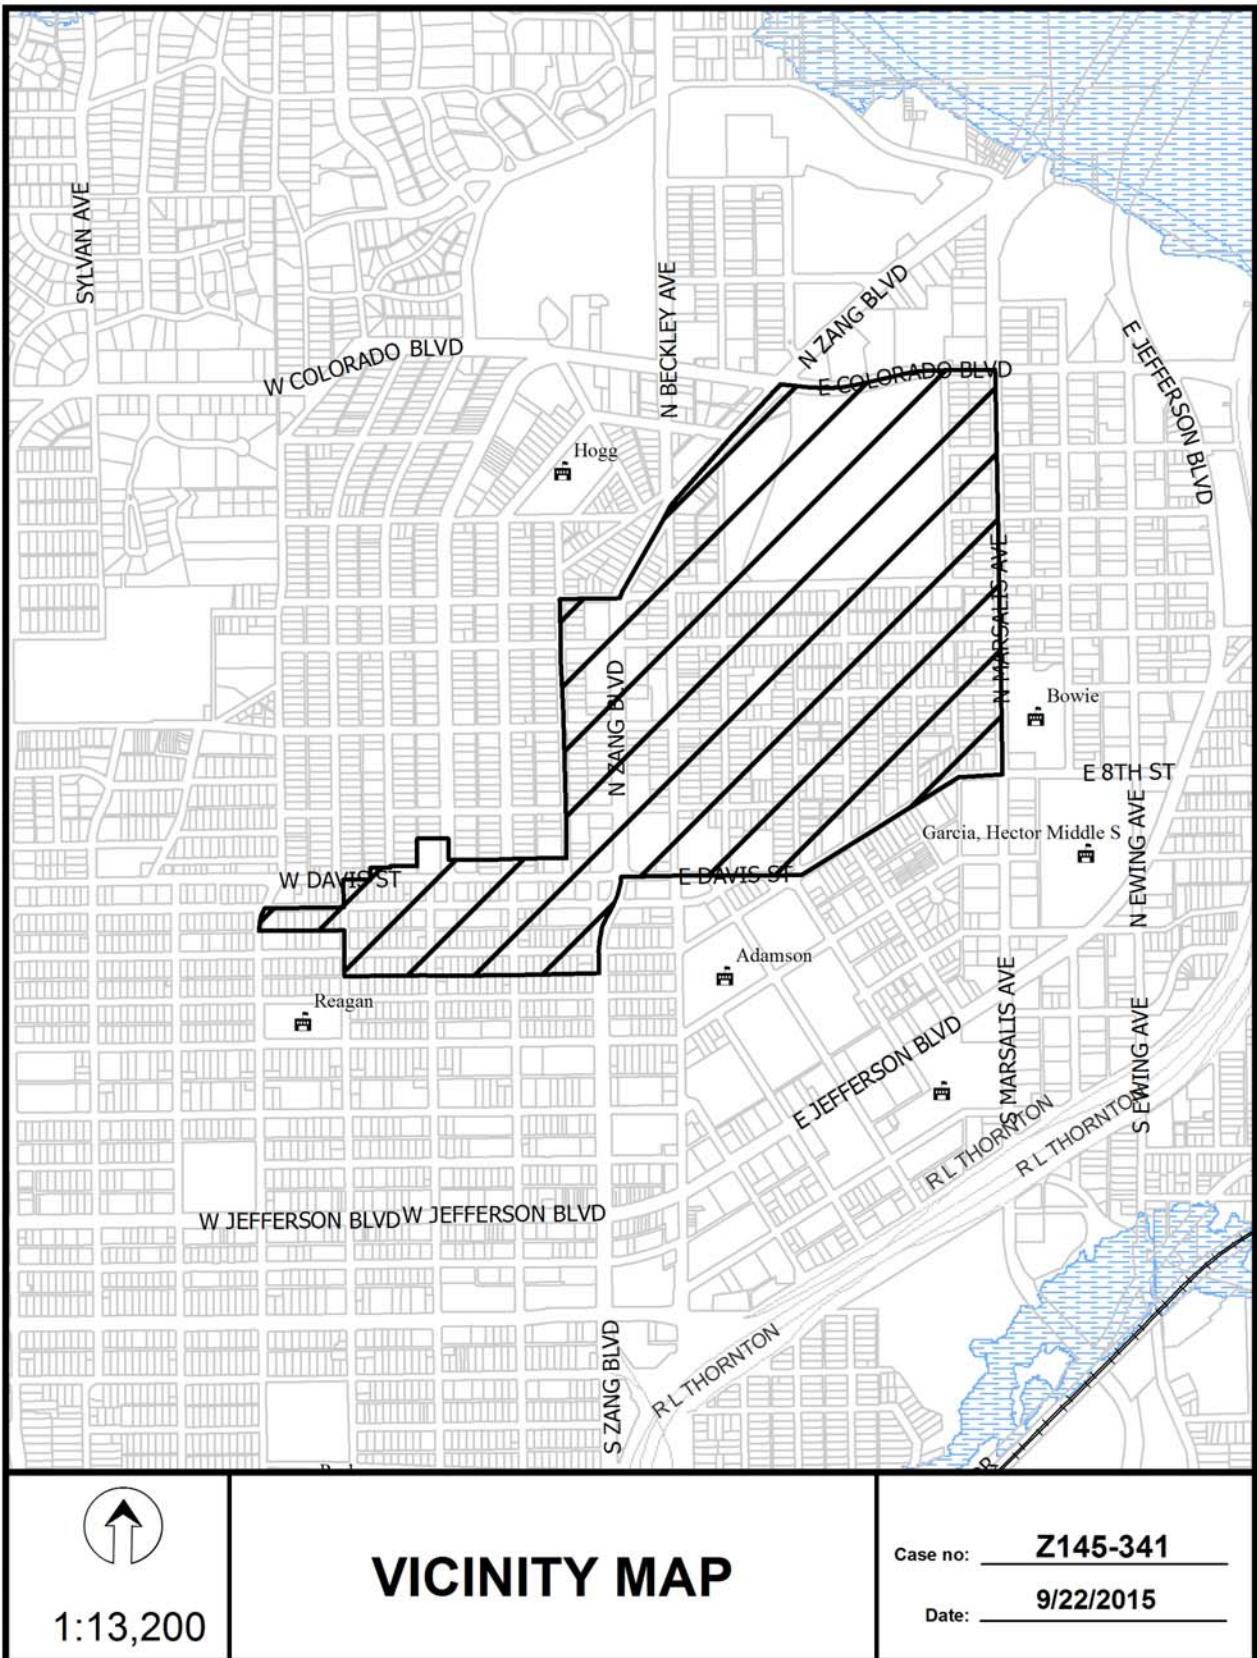 SYLVAN AVE
N BECKLEY AVE
N ZANG BLVD
E JEFFERSON BLVD
W COLORADO BLVD
E COLORADO BLVD
Hogg
N MARSALIS AVE
N ZANG BLVD
Bowie
E 8TH ST
N EWING AVE
Garcia, Hector Middle S
W DAVIS ST
E DAVIS ST
Adamson
Reagan
S MARSALIS AVE
S EWING AVE
E JEFFERSON BLVD
R L THORNTON
R L THORNTON
W JEFFERSON BLVD
W JEFFERSON BLVD
S ZANG BLVD
R L THORNTON
1:13,200
VICINITY MAP
Case no: Z145-341
Date: 9/22/2015